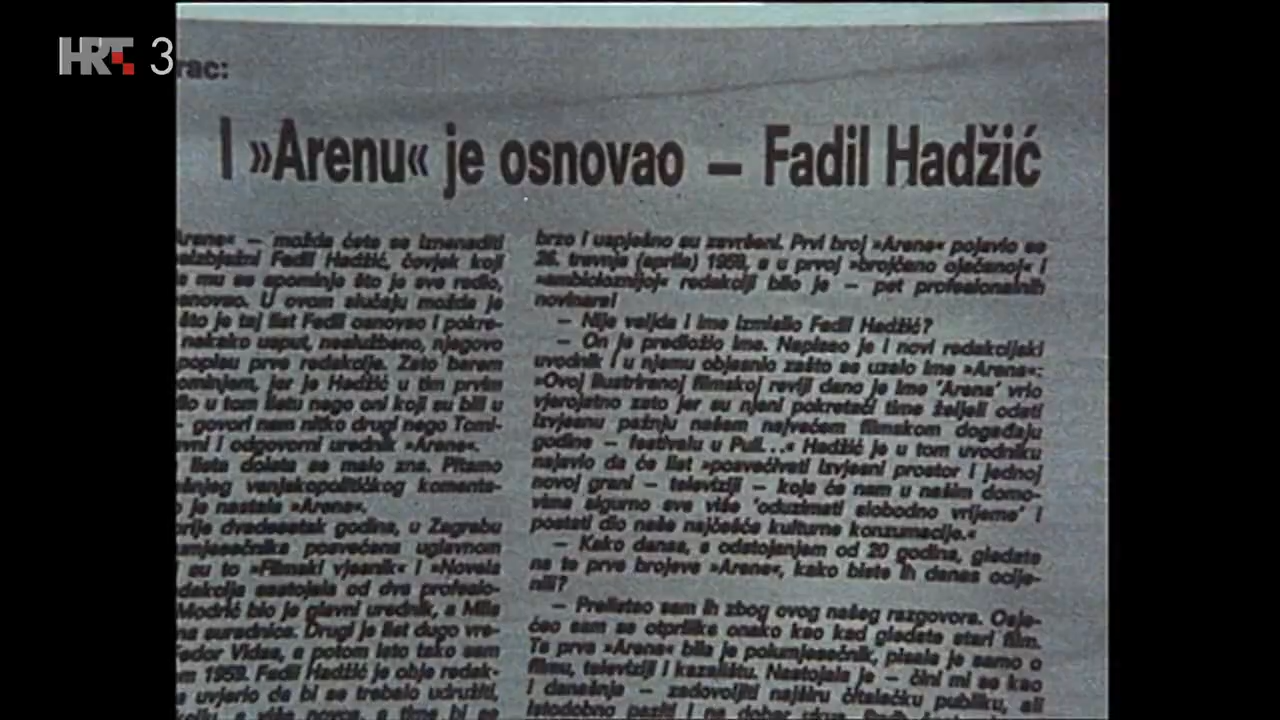 HRT 3
rac:
I »Arenu« je osnovao — Fadil Hadžić
Arena« — možda ćete se iznenaditi
Fadil Hadžić, čovjek koji
mu se spominje što je sve radio,
osnovao. U ovom slučaju možda je
što je taj list Fadil osnovao i pokre-
nekako usput, neslužbeno, njegovo
popisu prve redakcije. Zato barem
jer je Hadžić u tim prvim
u tom listu nego oni koji su bili u
— govori nam nitko drugi nego Tomi-
i odgovorni urednik »Arene«.
lista doista se malo zna. Pitamo
vanjskopolitičkog komenta-
je nastala »Arena«.
prije dvadesetak godina, u Zagrebu
posvećena uglavnom
su to »Filmski vjesnik« i »Novela
sastojala od dva profesio-
Modrić bio je glavni urednik, a Mila
suradnica. Drugi je list dugo vre-
Fedor Vidas, a potom isto tako sam
1959. Fadil Hadžić je obje redak-
uvjerio da bi se trebalo udružiti,
brzo i uspješno su završeni. Prvi broj »Arene« pojavio se
26. travnja (aprila) 1959, a u prvoj »brojčano ojačanoj« i
»ambicioznijoj« redakciji bilo je — pet profesionalnih
novinara!
— Nije valjda i ime izmislio Fadil Hadžić?
— On je predložio ime. Napisao je i novi redakcijski
uvodnik i u njemu objasnio zašto se uzelo ime »Arena«:
»Ovoj ilustriranoj filmskoj reviji dano je ime 'Arena' vrlo
vjerojatno zato jer su njeni pokretači time željeli odati
izvjesnu pažnju našem najvećem filmskom događaju
godine — festivalu u Puli...« Hadžić je u tom uvodniku
najavio da će list »posvećivati izvjesni prostor i jednoj
novoj grani — televiziji — koja će nam u našim domo-
vima sigurno sve više 'oduzimati slobodno vrijeme' i
postati dio naše najčešće kulturne konzumacije.«
— Kako danas, s odstojanjem od 20 godina, gledate
na te prve brojeve »Arene«, kako biste ih danas ocije-
nili?
— Prelistao sam ih zbog ovog našeg razgovora. Osje-
ćao sam se otprilike onako kao kad gledate stari film.
Ta prva »Arena« bila je polumjesečnik, pisala je samo o
filmu, televiziji i kazalištu. Nastojala je — čini mi se kao
i današnja — zadovoljiti najširu čitalačku publiku, ali
istodobno paziti i na dobar ukus.